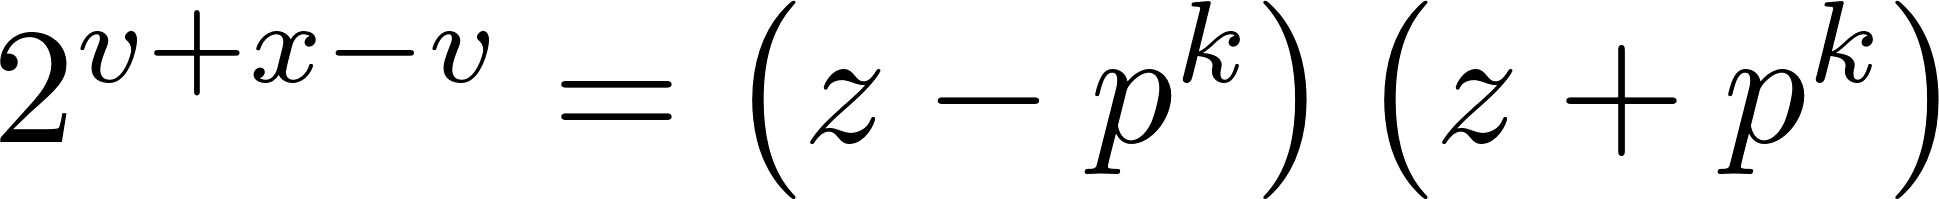 2^{v+x-v} = (z - p^k) (z + p^k)